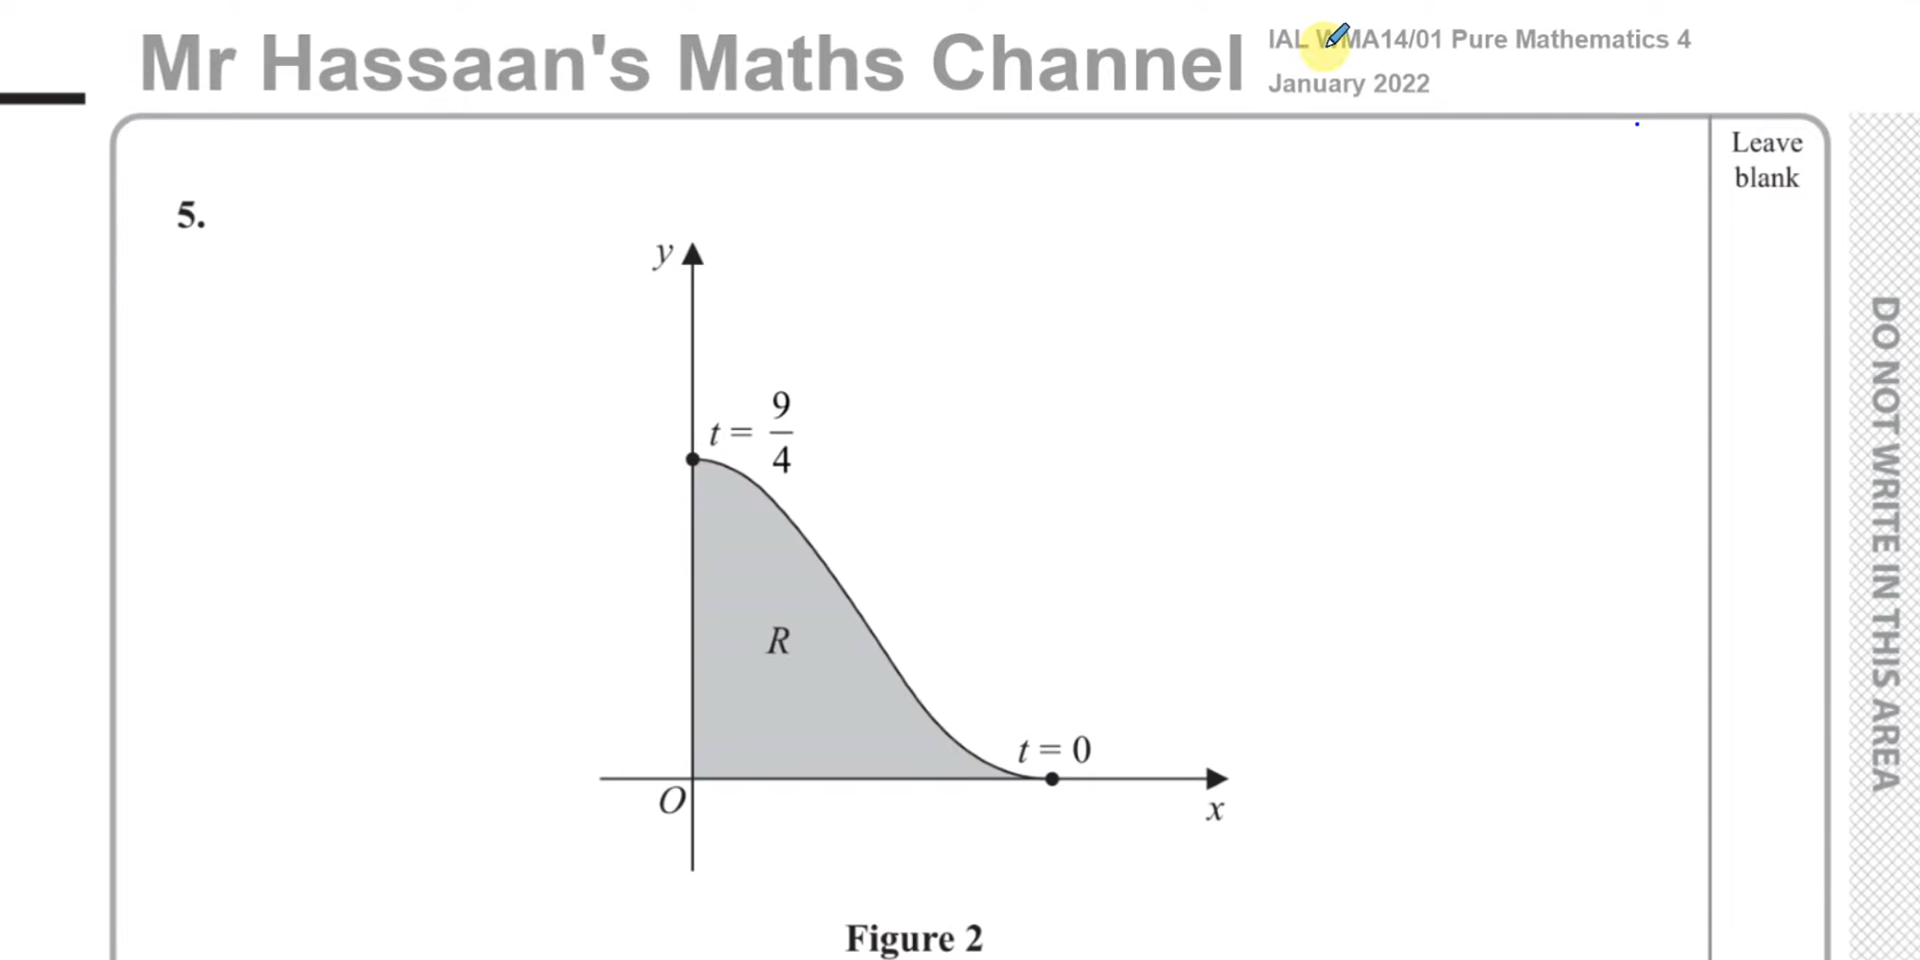 Mr Hassaan's Maths Channel
IAL WMA14/01 Pure Mathematics 4
January 2022
Leave
blank
5.
y
t = 9/4
R
t = 0
O
x
Figure 2
DO NOT WRITE IN THIS AREA